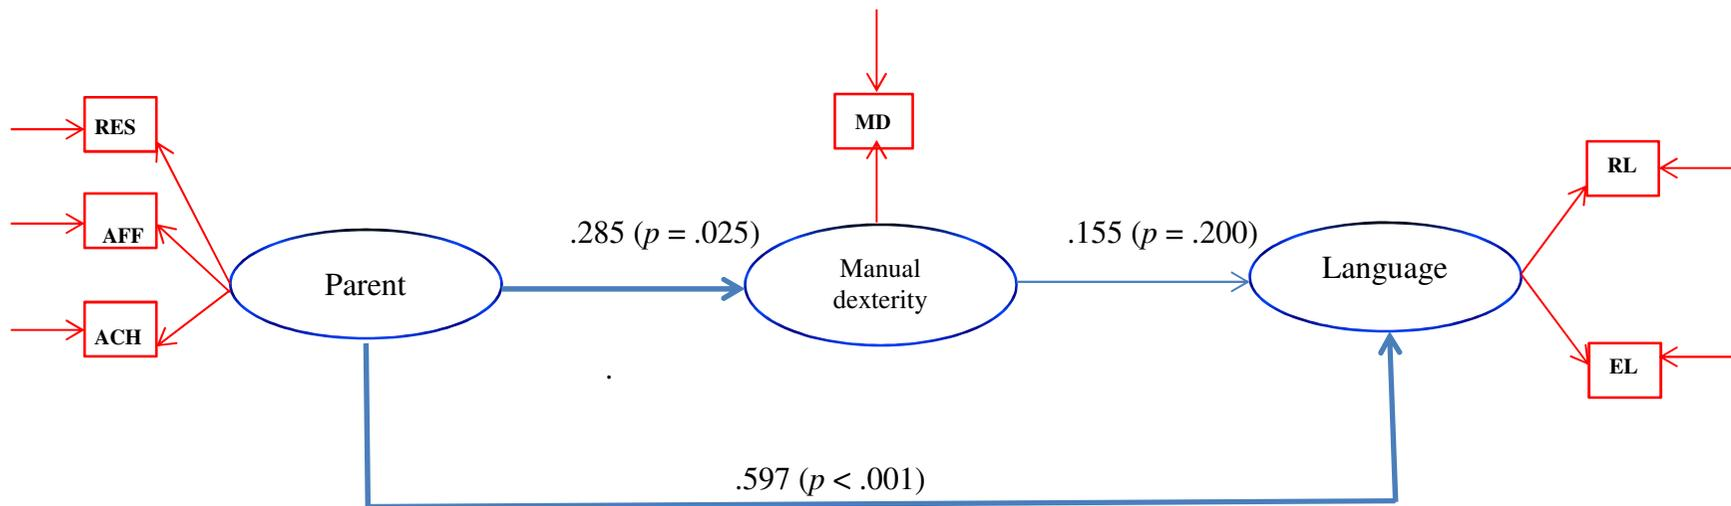 MD
RES
RL
AFF
.285 (p = .025)
.155 (p = .200)
Parent
Manual
dexterity
Language
ACH
.
EL
.597 (p < .001)